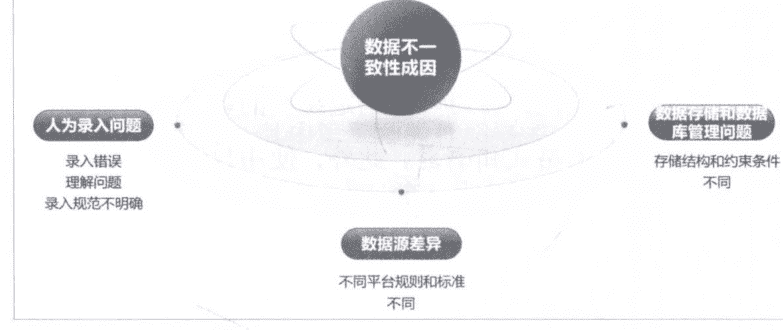 数据不一
致性成因
人为录入问题
录入错误
理解问题
录入规范不明确
数据源差异
不同平台规则和标准
不同
数据存储和数据
库管理问题
存储结构和约束条件
不同